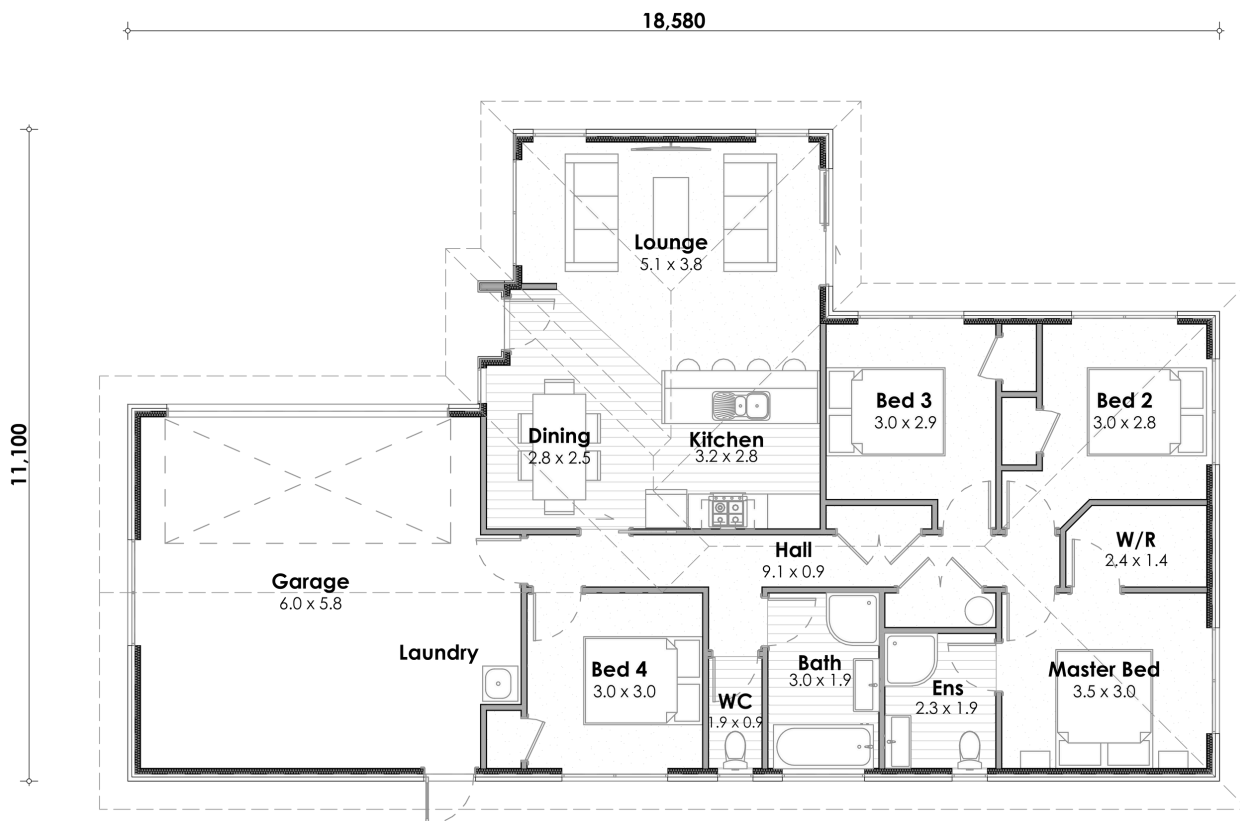 18,580
11,100
Lounge
5.1 x 3.8
Bed 3
3.0 x 2.9
Bed 2
3.0 x 2.8
Dining
2.8 x 2.5
Kitchen
3.2 x 2.8
Hall
9.1 x 0.9
W/R
2.4 x 1.4
Garage
6.0 x 5.8
Laundry
Bed 4
3.0 x 3.0
WC
1.9 x 0.9
Bath
3.0 x 1.9
Ens
2.3 x 1.9
Master Bed
3.5 x 3.0